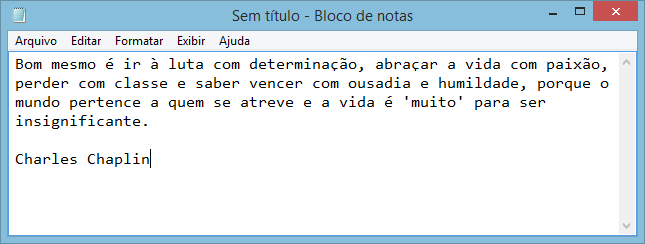 Sem título - Bloco de notas
Arquivo Editar Formatar Exibir Ajuda
Bom mesmo é ir à luta com determinação, abraçar a vida com paixão,
perder com classe e saber vencer com ousadia e humildade, porque o
mundo pertence a quem se atreve e a vida é 'muito' para ser
insignificante.
Charles Chaplin